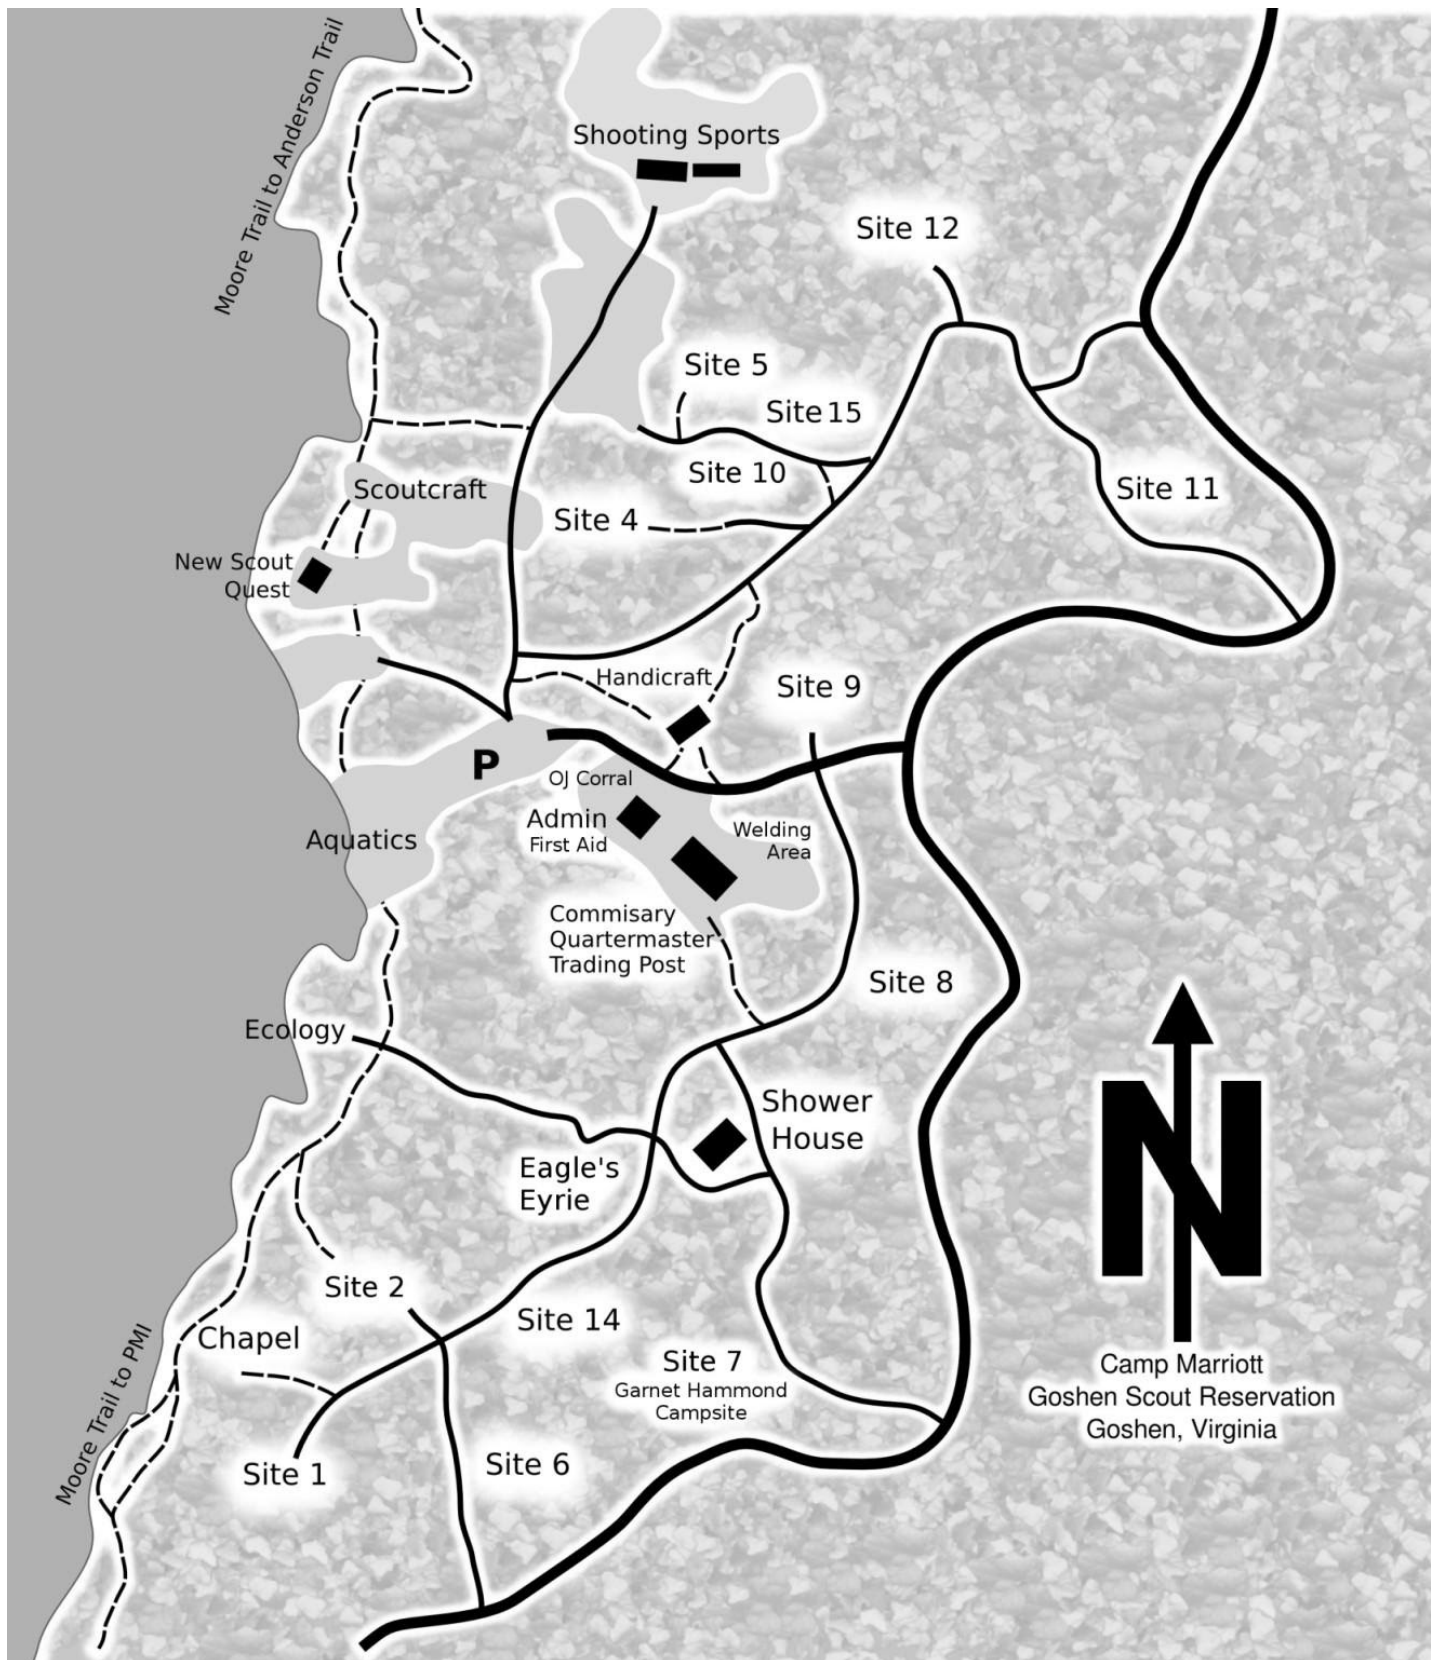 Moore Trail to Anderson Trail
Shooting Sports
Site 12
Site 5
Site 15
Site 10
Scoutcraft
Site 4
Site 11
New Scout
Quest
Handicraft
Site 9
P
OJ Corral
Admin
First Aid
Welding
Area
Aquatics
Commisary
Quartermaster
Trading Post
Site 8
Ecology
Shower
House
Eagle's
Eyrie
Site 2
Site 14
Chapel
Site 7
Garnet Hammond
Campsite
Moore Trail to PMI
Site 1
Site 6
N
Camp Marriott
Goshen Scout Reservation
Goshen, Virginia